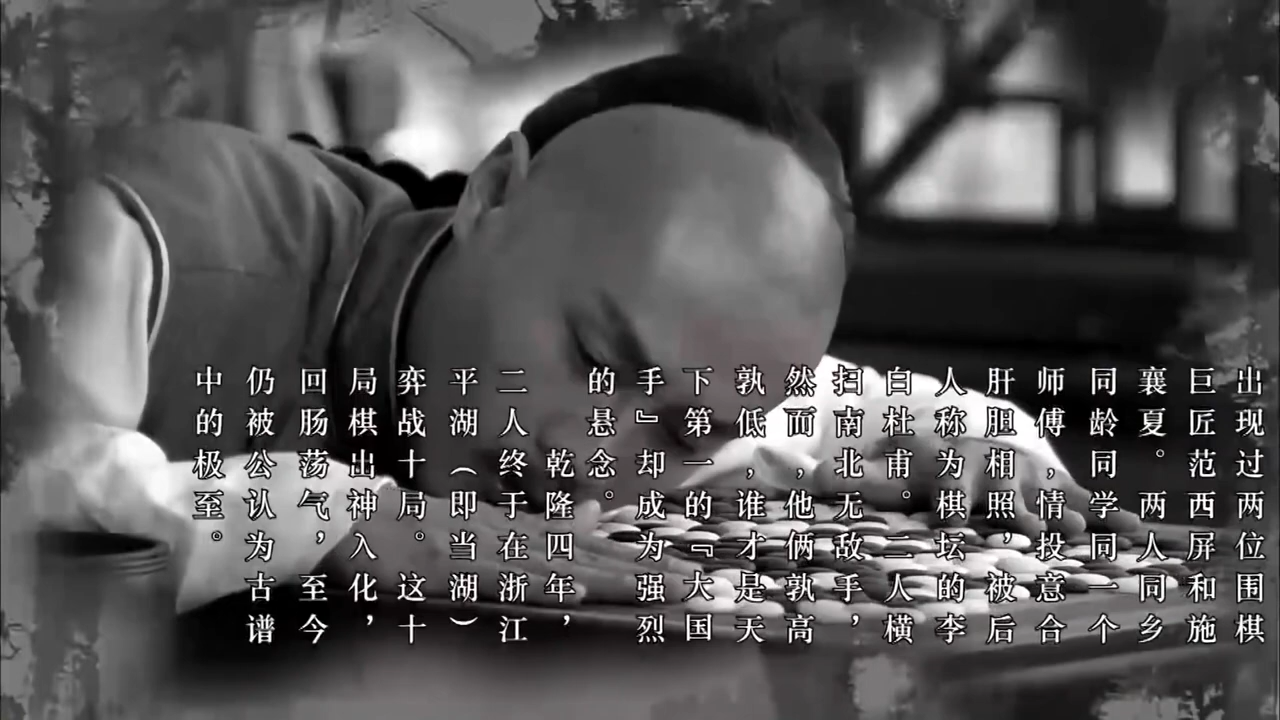 出现过两位围棋
巨匠范西屏和施
襄夏。两人同乡
同龄同学同一个
师傅，情投意合
肝胆相照，被后
人称为棋坛的李
白杜甫。二人横
扫南北无敌手，
然而，他俩孰高
孰低，谁才是天
下第一的『大国
手』却成为强烈
的悬念。
乾隆四年，
二人终于在浙江
平湖（即当湖）
弈战十局。这十
局棋出神入化，
回肠荡气，至今
仍被公认为古谱
中的极至。